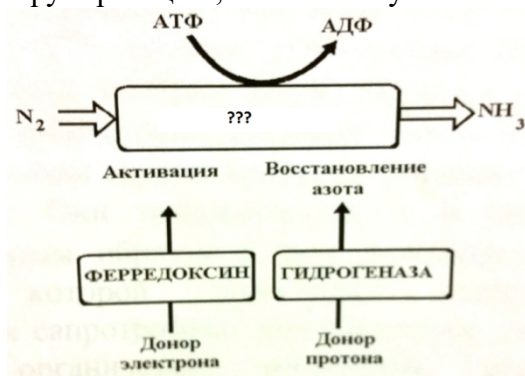 АТФ АДФ
N2 ??? NH3
Активация Восстановление
азота
ФЕРРЕДОКСИН ГИДРОГЕНАЗА
Донор Донор
электрона протона